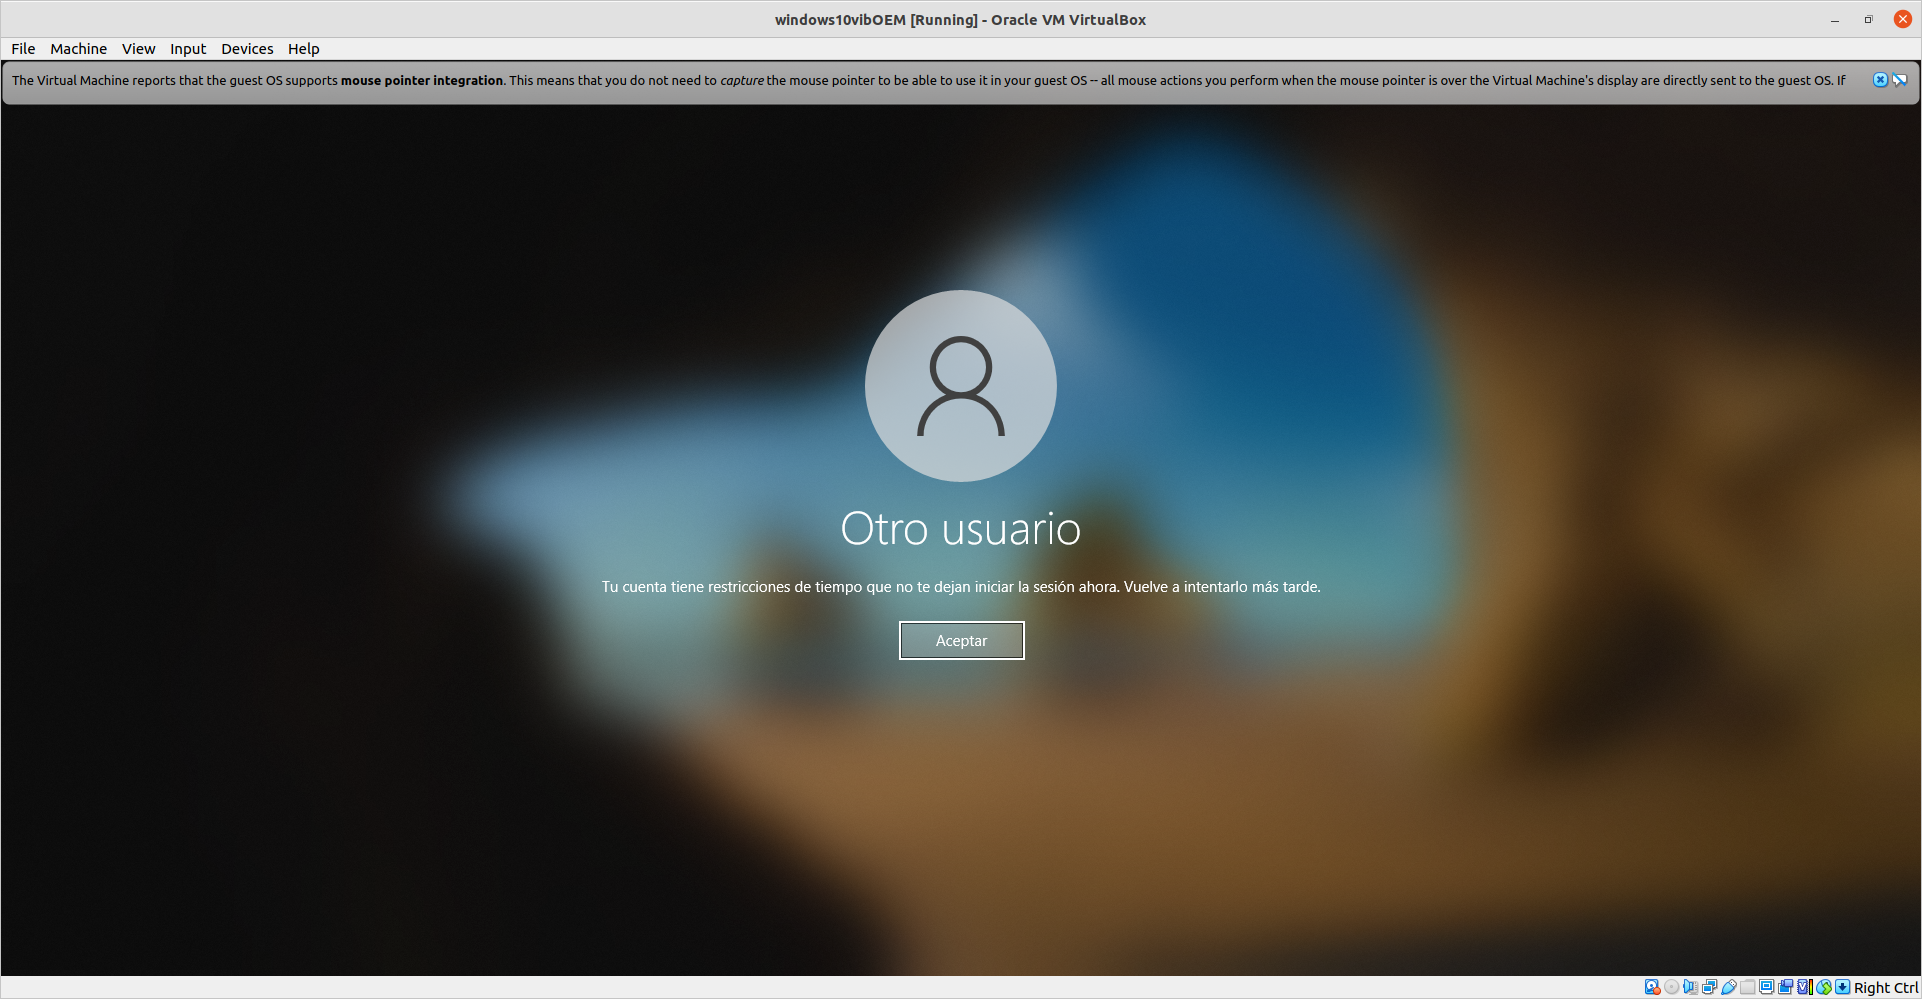 windows10vibOEM [Running] - Oracle VM VirtualBox
File Machine View Input Devices Help
The Virtual Machine reports that the guest OS supports mouse pointer integration. This means that you do not need to capture the mouse pointer to be able to use it in your guest OS -- all mouse actions you perform when the mouse pointer is over the Virtual Machine's display are directly sent to the guest OS. If
Otro usuario
Tu cuenta tiene restricciones de tiempo que no te dejan iniciar la sesión ahora. Vuelve a intentarlo más tarde.
Aceptar
Right Ctrl